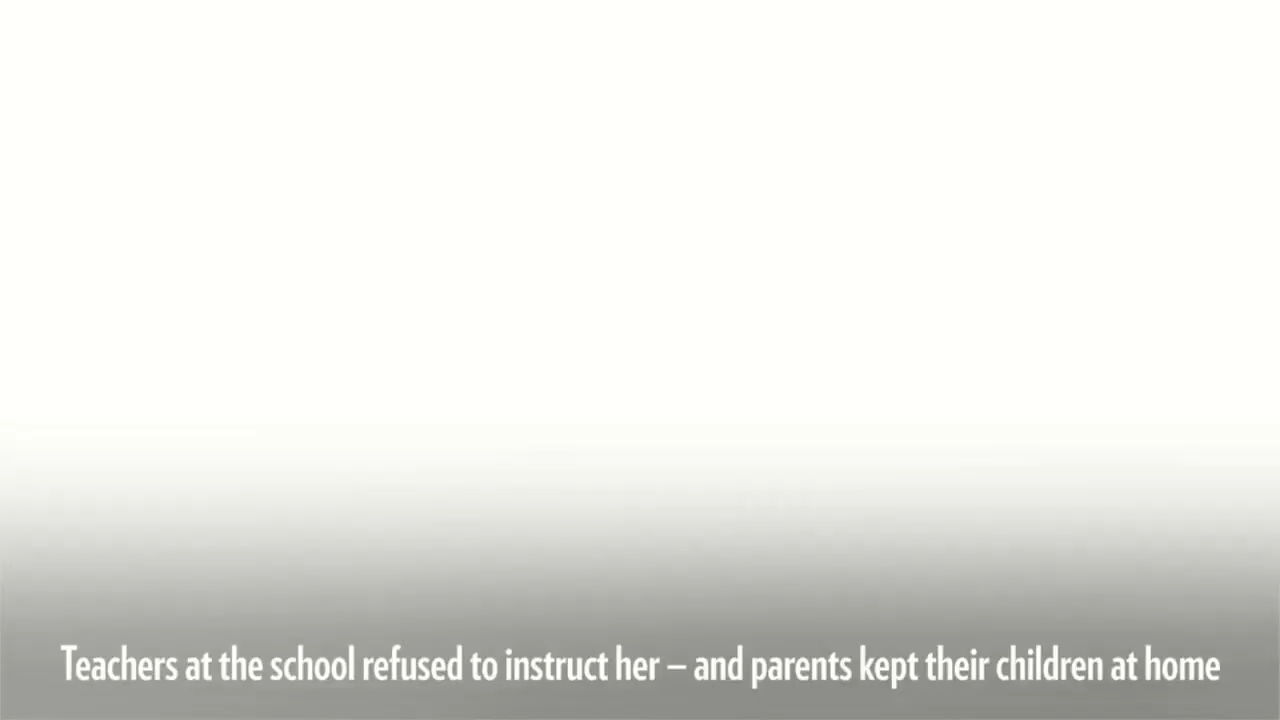 Teachers at the school refused to instruct her – and parents kept their children at home